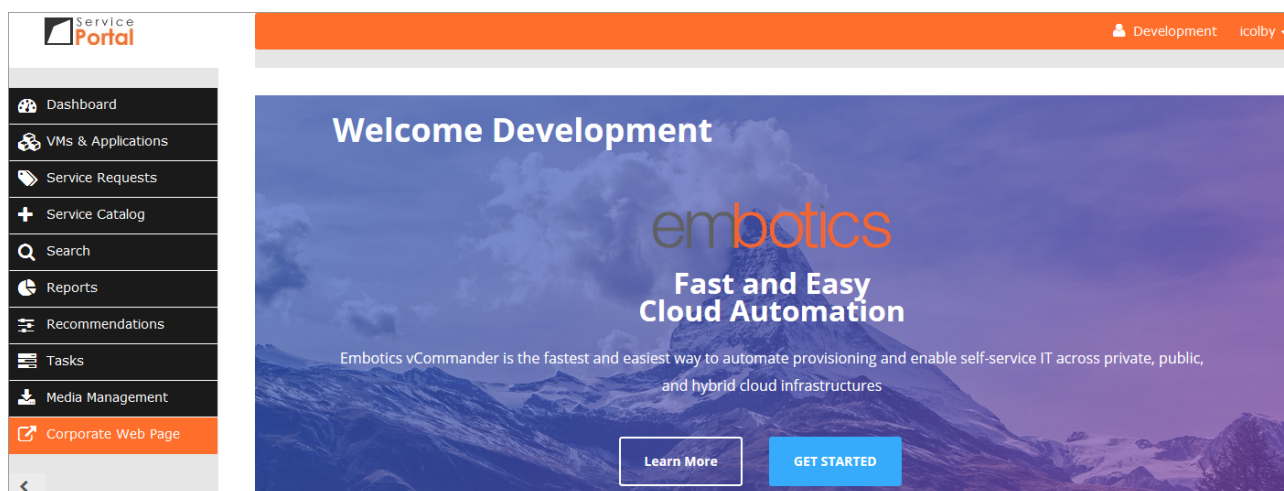 Service
Portal
Development icolby
Dashboard
VMs & Applications
Service Requests
Service Catalog
Search
Reports
Recommendations
Tasks
Media Management
Corporate Web Page
Welcome Development
embotics
Fast and Easy
Cloud Automation
Embotics vCommander is the fastest and easiest way to automate provisioning and enable self-service IT across private, public,
and hybrid cloud infrastructures
Learn More
GET STARTED